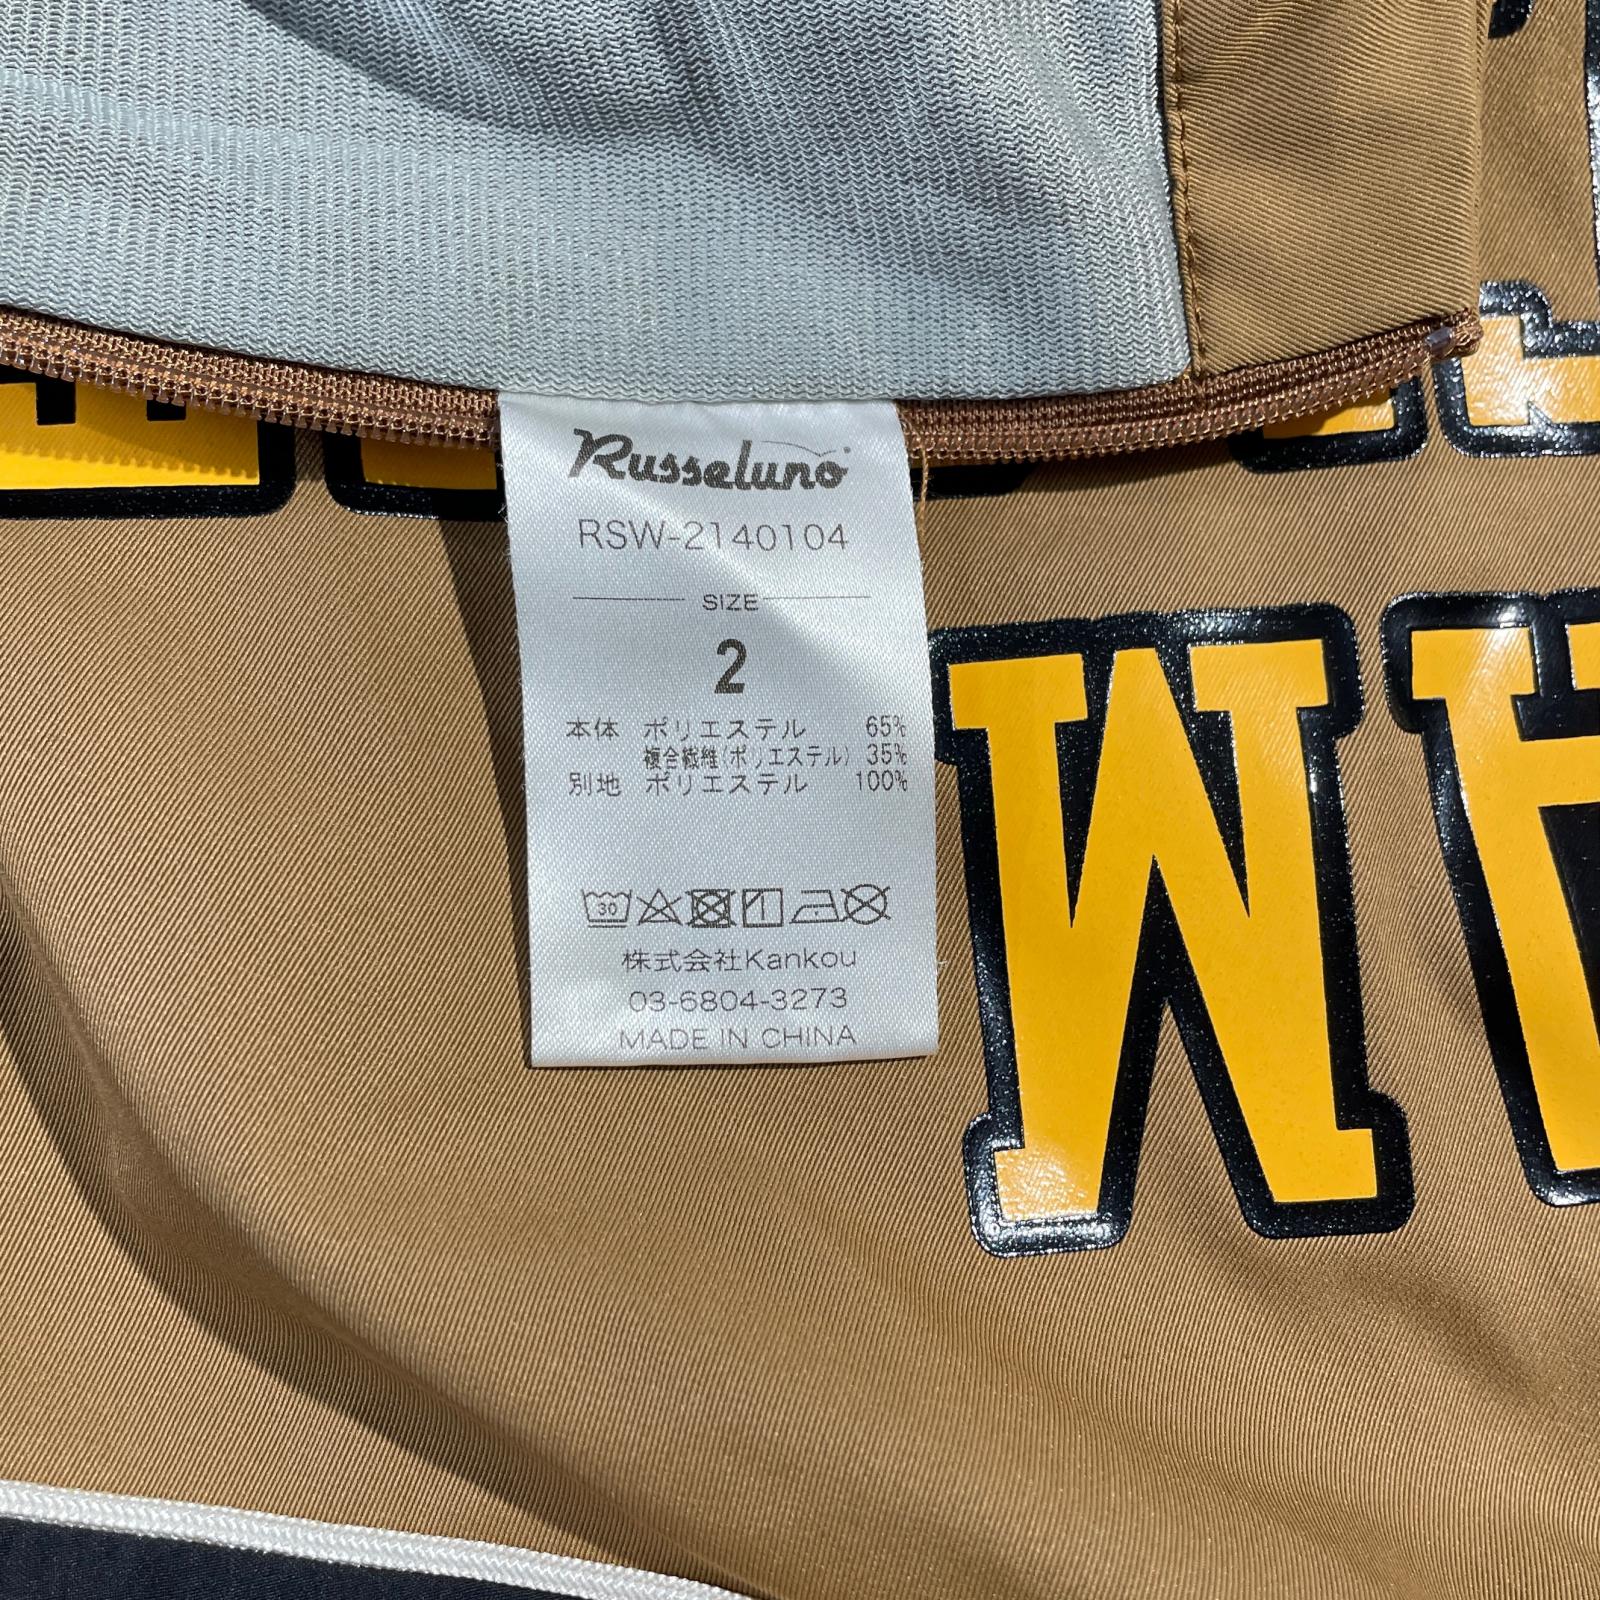 Russeluno
RSW-2140104
SIZE
2
本体 ポリエステル 65%
複合繊維(ポリエステル) 35%
別地 ポリエステル 100%
30
株式会社Kankou
03-6804-3273
MADE IN CHINA
M